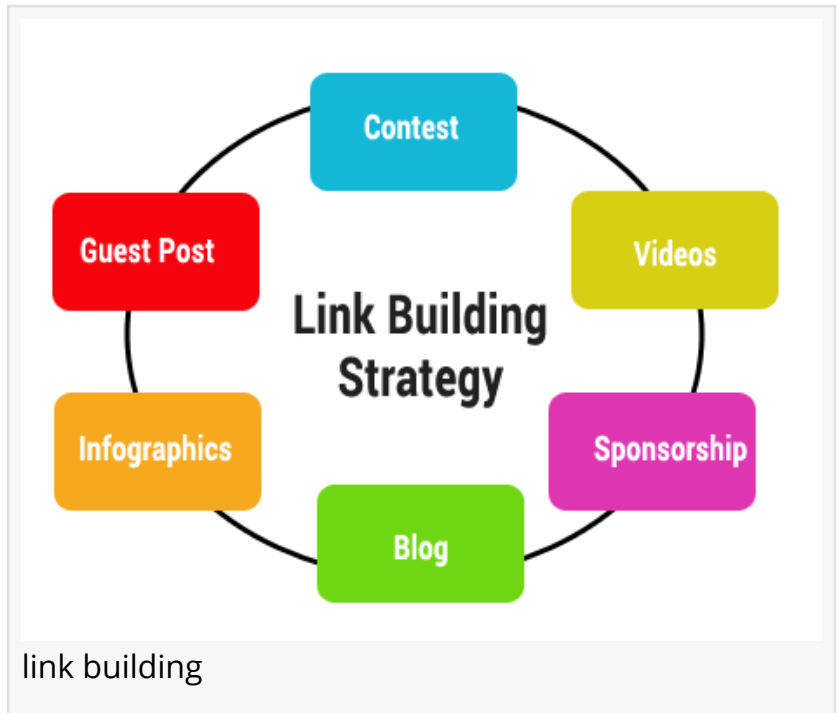 Contest
Guest Post
Videos
Link Building
Strategy
Infographics
Sponsorship
Blog
link building